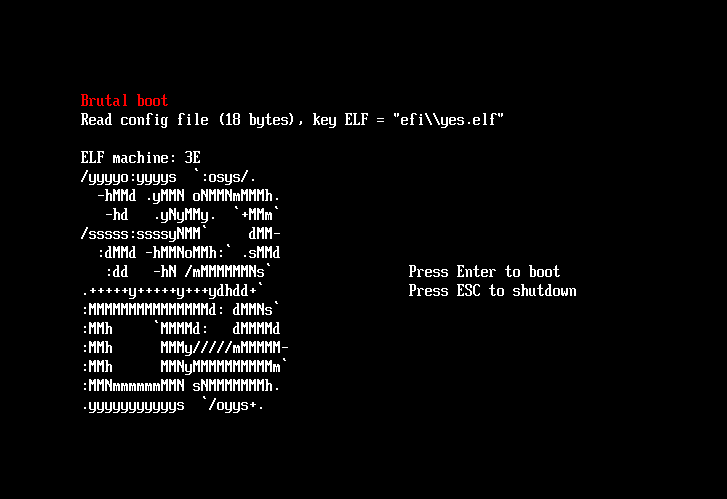 Brutal boot
Read config file (18 bytes), key ELF = "efi\\yes.elf"
ELF machine: 3E
/yyyyo:yyyys  `:osys/.
  -hMMd .yMMN oNMMNmMMMh.
   -hd   .yNyMMy.  `+MMm`
/sssss:ssssyNMM`     dMM-
  :dMMd -hMMNoMMh:` .sMMd
   :dd   -hN /mMMMMMMNs`                  Press Enter to boot
.+++++y+++++y+++ydhdd+`                   Press ESC to shutdown
:MMMMMMMMMMMMMMMd: dMMNs`
:MMh     `MMMMd:   dMMMMd
:MMh      MMMy/////mMMMMM-
:MMh      MMNyMMMMMMMMMMm`
:MMNmmmmmmMMN sNMMMMMMMh.
.yyyyyyyyyyys  `/oyys+.